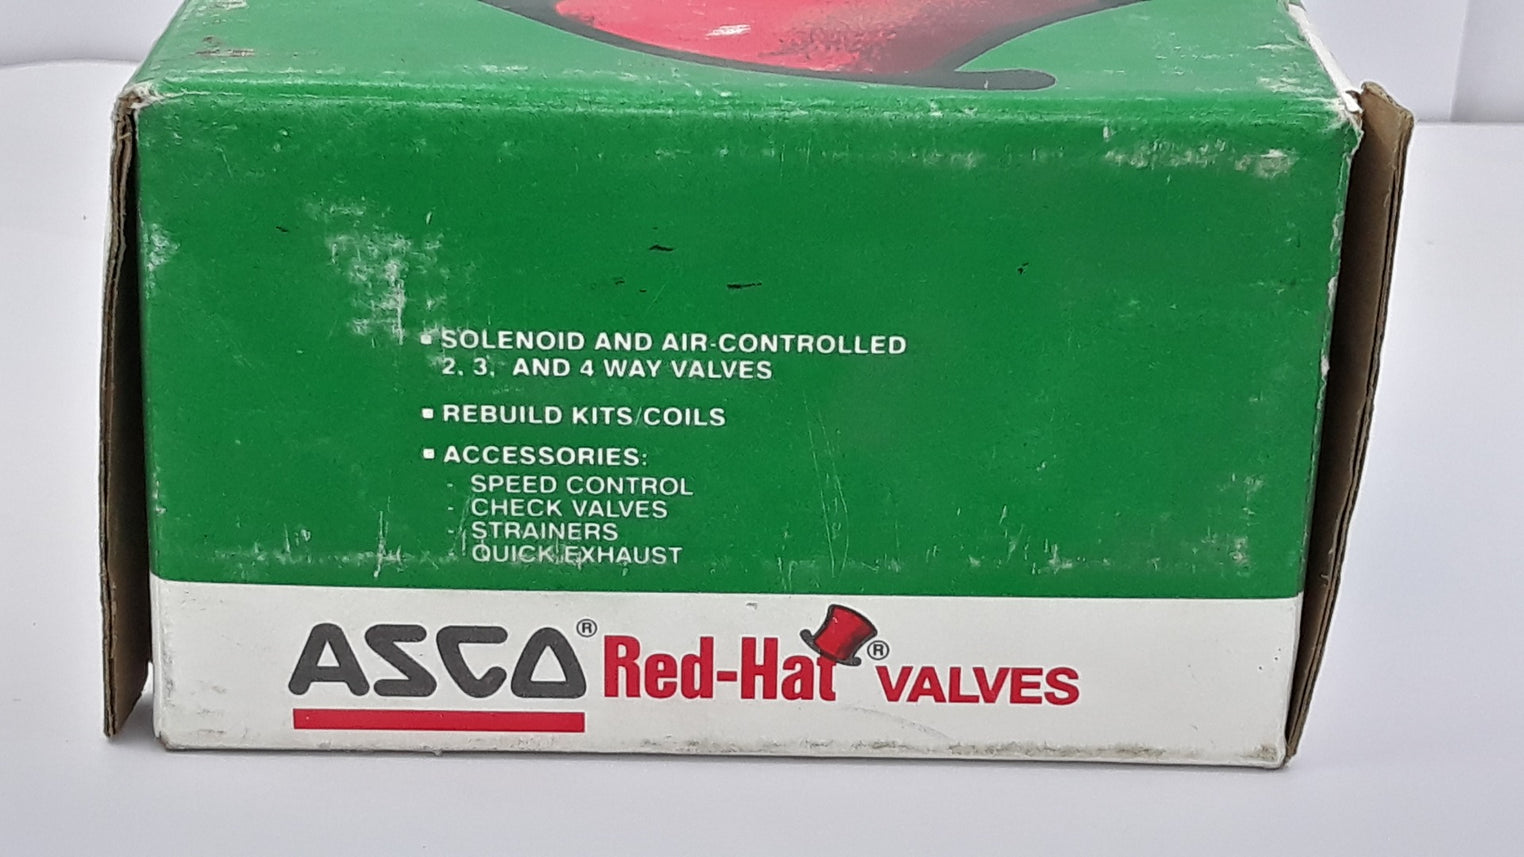 ▪ SOLENOID AND AIR-CONTROLLED
2, 3, AND 4 WAY VALVES
▪ REBUILD KITS/COILS
▪ ACCESSORIES:
- SPEED CONTROL
- CHECK VALVES
- STRAINERS
- QUICK EXHAUST
ASCO® Red-Hat® VALVES